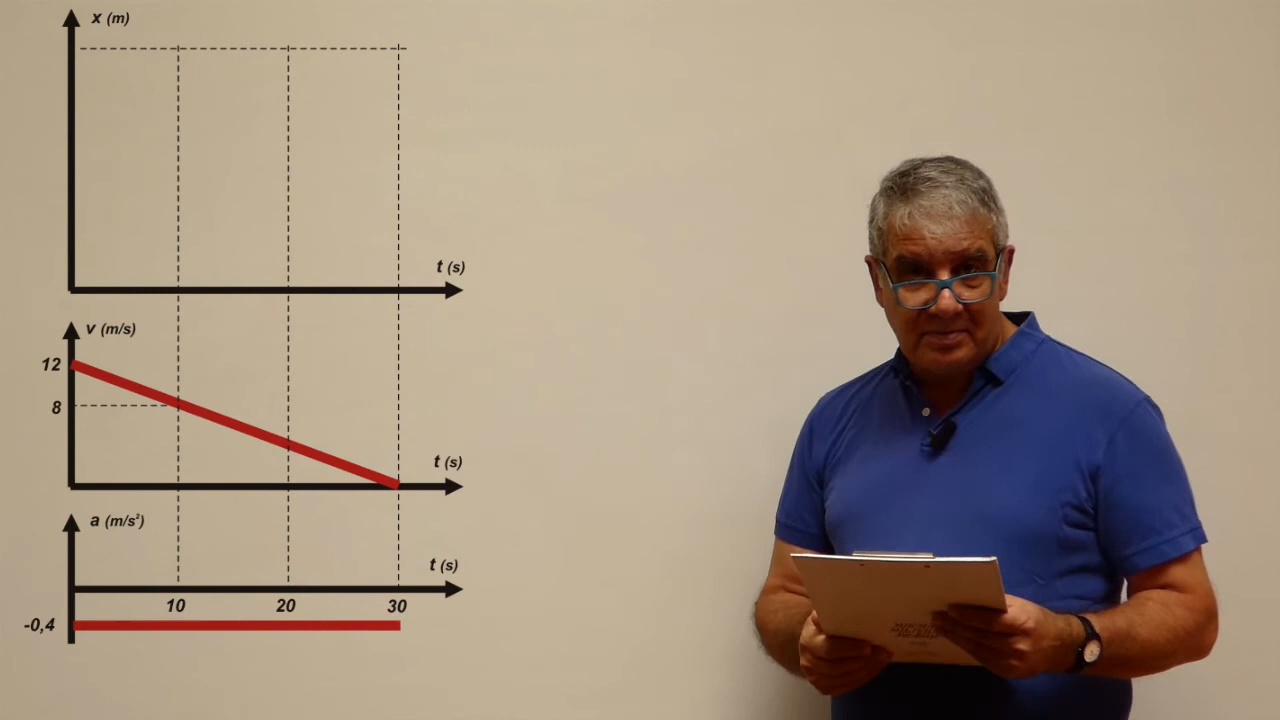 x (m)
t (s)
v (m/s)
12
8
t (s)
a (m/s²)
t (s)
10 20 30
-0,4